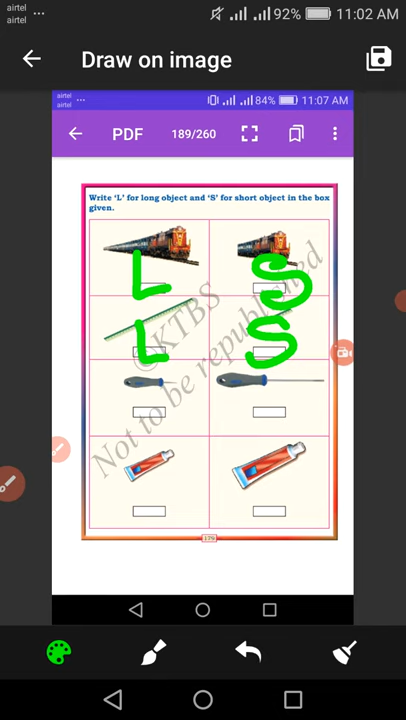 airtel
airtel
92%
11:02 AM
Draw on image
airtel
airtel
84%
11:07 AM
PDF
189/260
Write ‘L’ for long object and ‘S’ for short object in the box
given.
L
S
L
S
©KTBS
Not to be republished
179